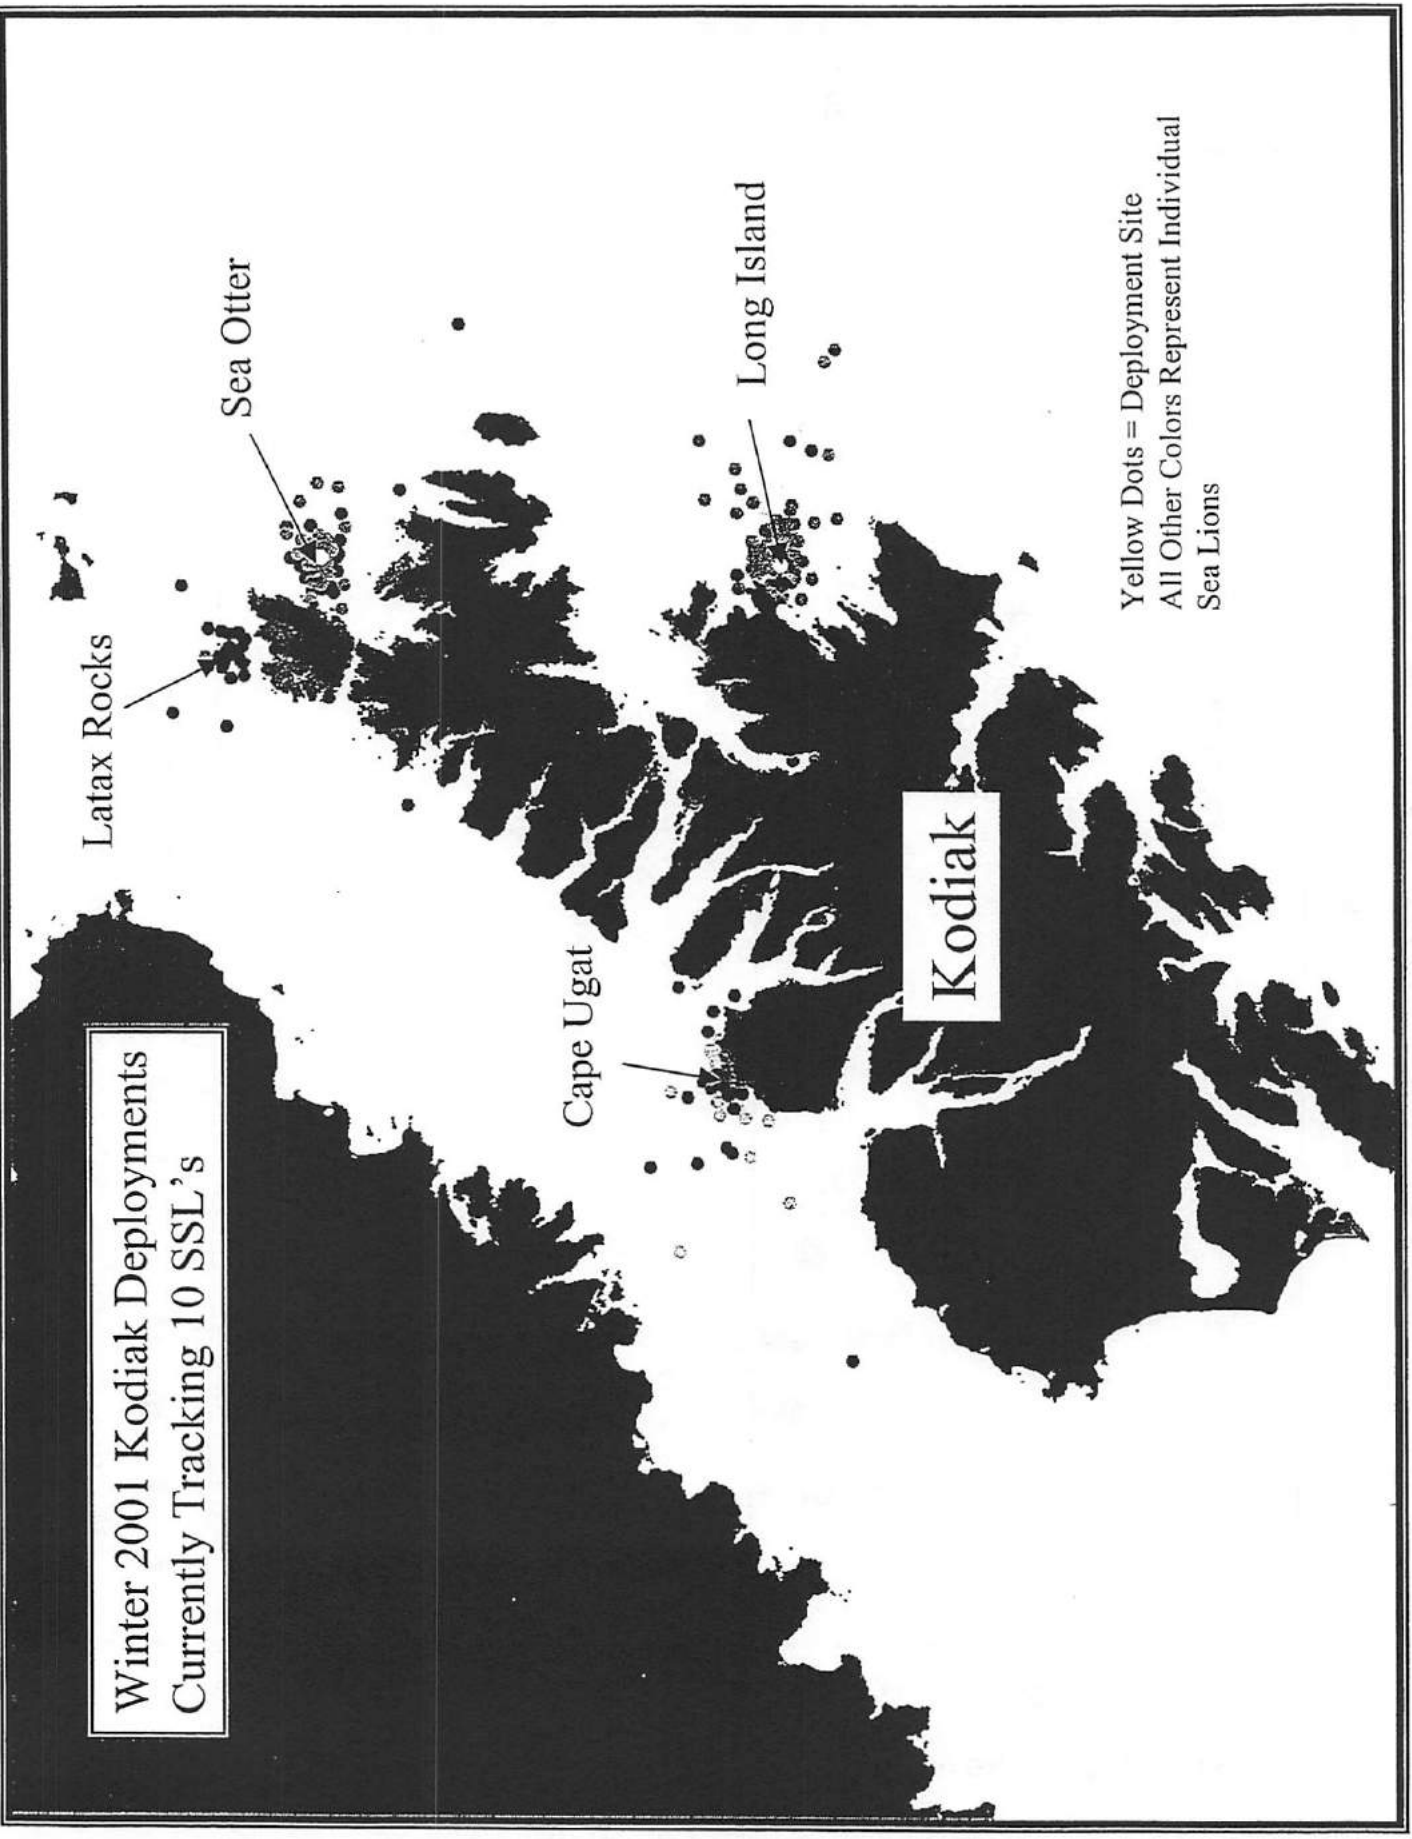 Winter 2001 Kodiak Deployments
Currently Tracking 10 SSL's
Latax Rocks
Sea Otter
Cape Ugat
Long Island
Kodiak
Yellow Dots = Deployment Site
All Other Colors Represent Individual
Sea Lions